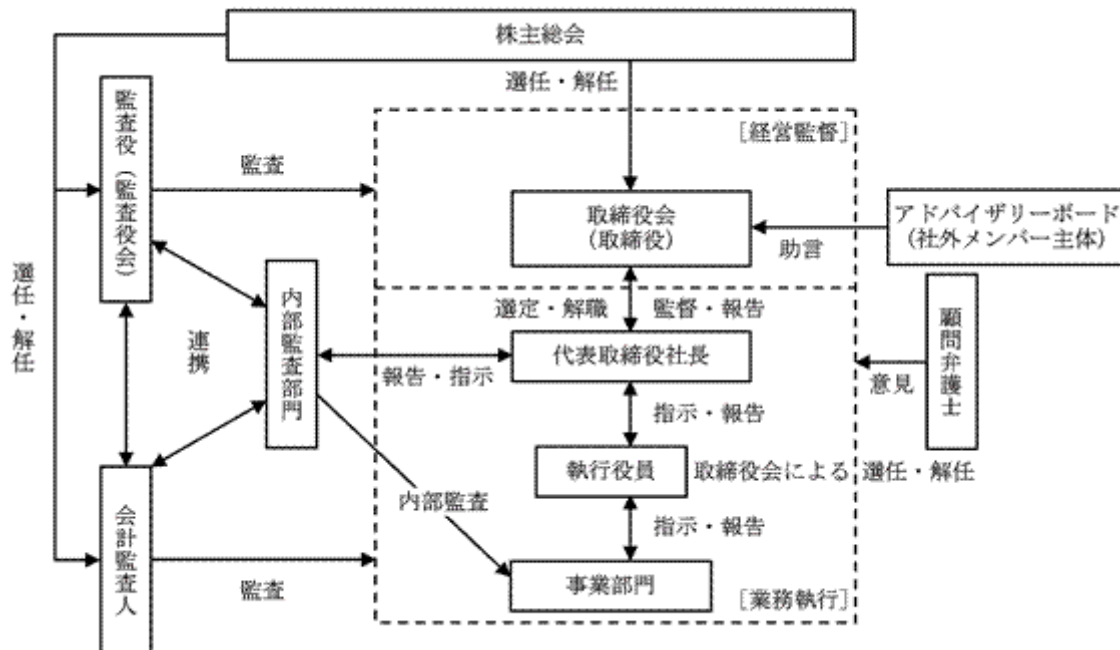 株主総会
選任・解任
[経営監督]
監査役（監査役会）
監査
取締役会
(取締役)
アドバイザリーボード
(社外メンバー主体)
助言
選任・解任
連携
内部監査部門
選定・解職
監督・報告
顧問弁護士
代表取締役社長
報告・指示
意見
指示・報告
執行役員
取締役会による 選任・解任
内部監査
指示・報告
会計監査人
監査
事業部門
[業務執行]